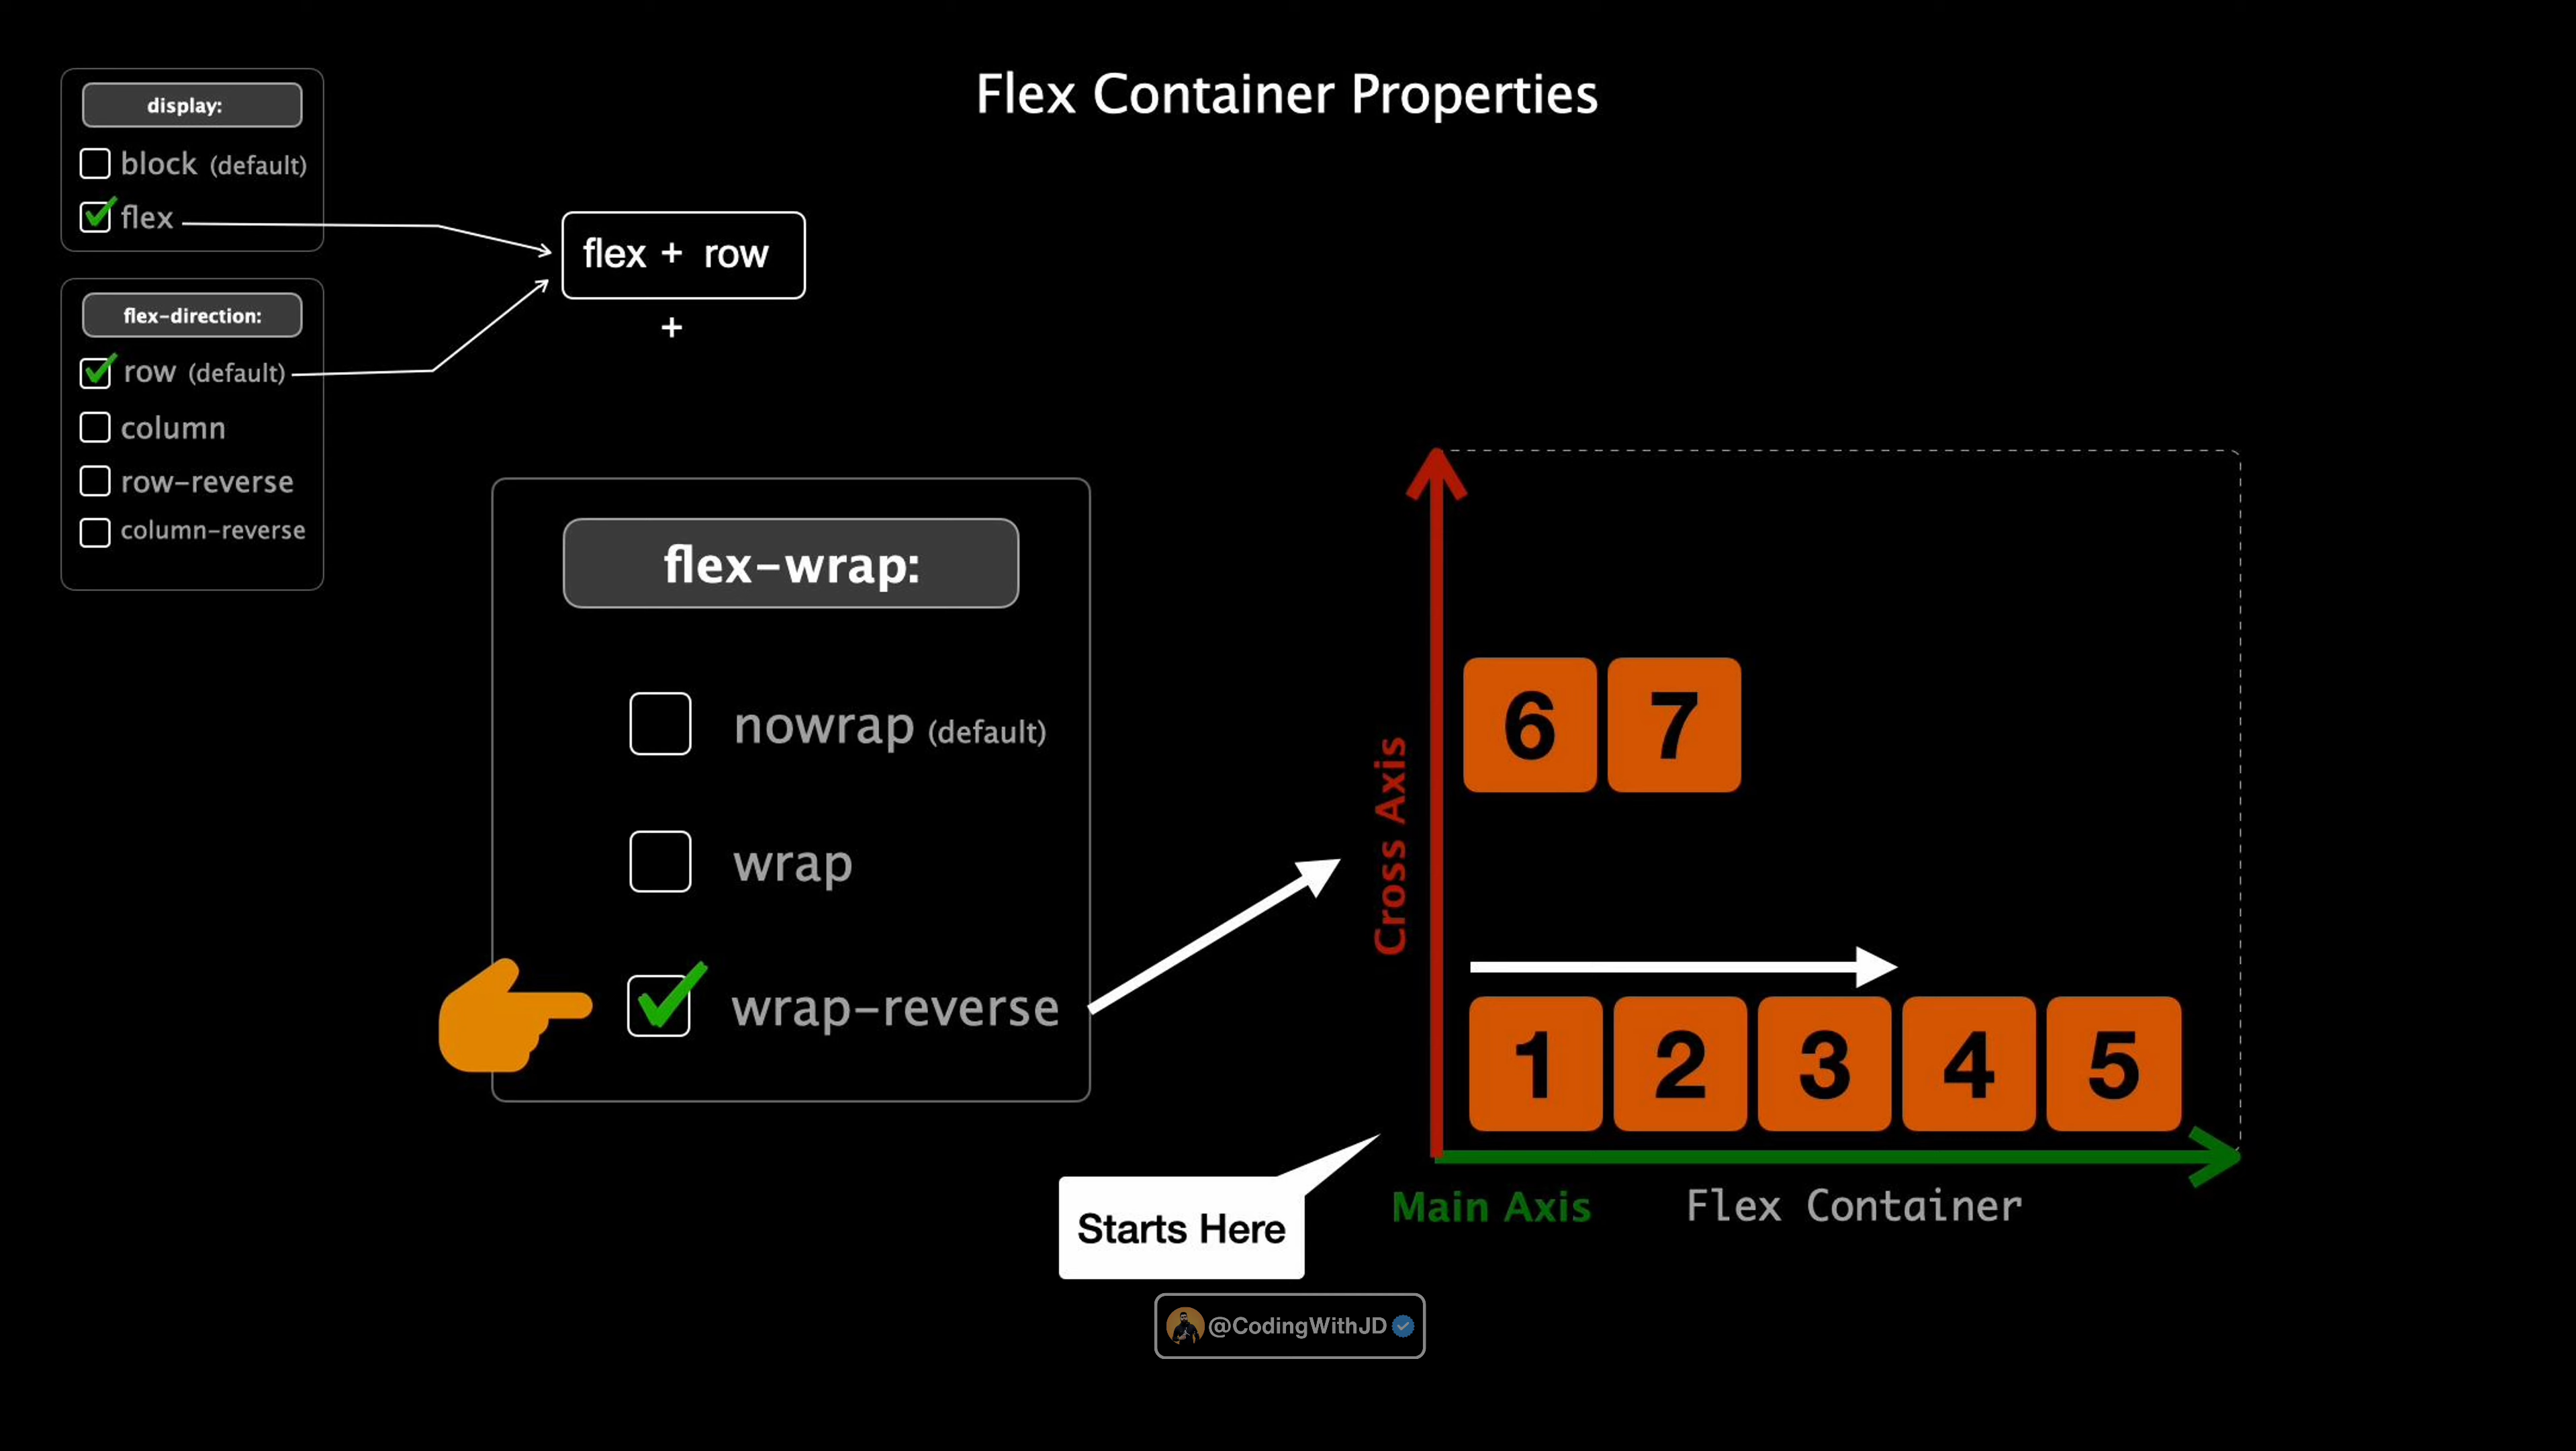 Flex Container Properties
display:
block (default)
flex
flex + row
+
flex-direction:
row (default)
column
row-reverse
column-reverse
flex-wrap:
nowrap (default)
wrap
wrap-reverse
Cross Axis
6 7
1 2 3 4 5
Starts Here
Main Axis
Flex Container
@CodingWithJD